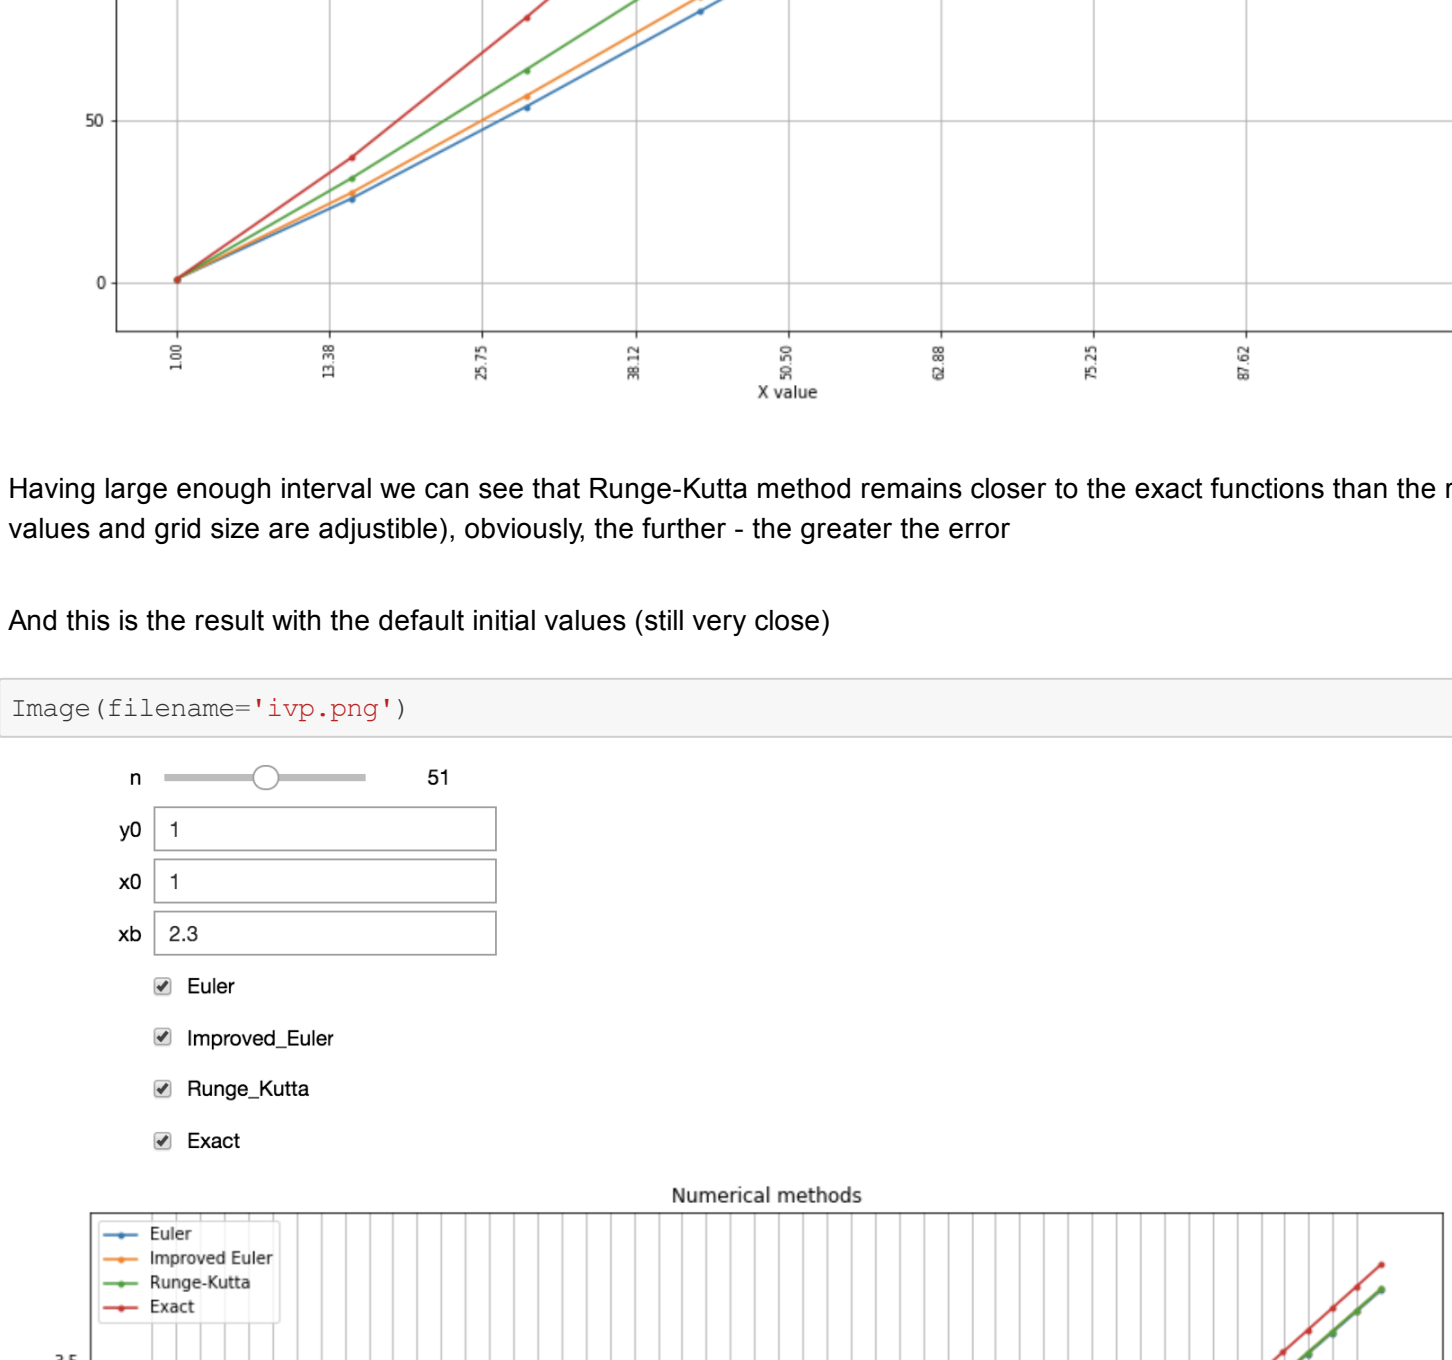 50
0
1.00
13.38
25.75
38.12
50.50
62.88
75.25
87.62
X value
Having large enough interval we can see that Runge-Kutta method remains closer to the exact functions than the
values and grid size are adjustible), obviously, the further - the greater the error
And this is the result with the default initial values (still very close)
Image(filename='ivp.png')
n 51
y0 1
x0 1
xb 2.3
Euler
Improved_Euler
Runge_Kutta
Exact
Numerical methods
Euler
Improved Euler
Runge-Kutta
Exact